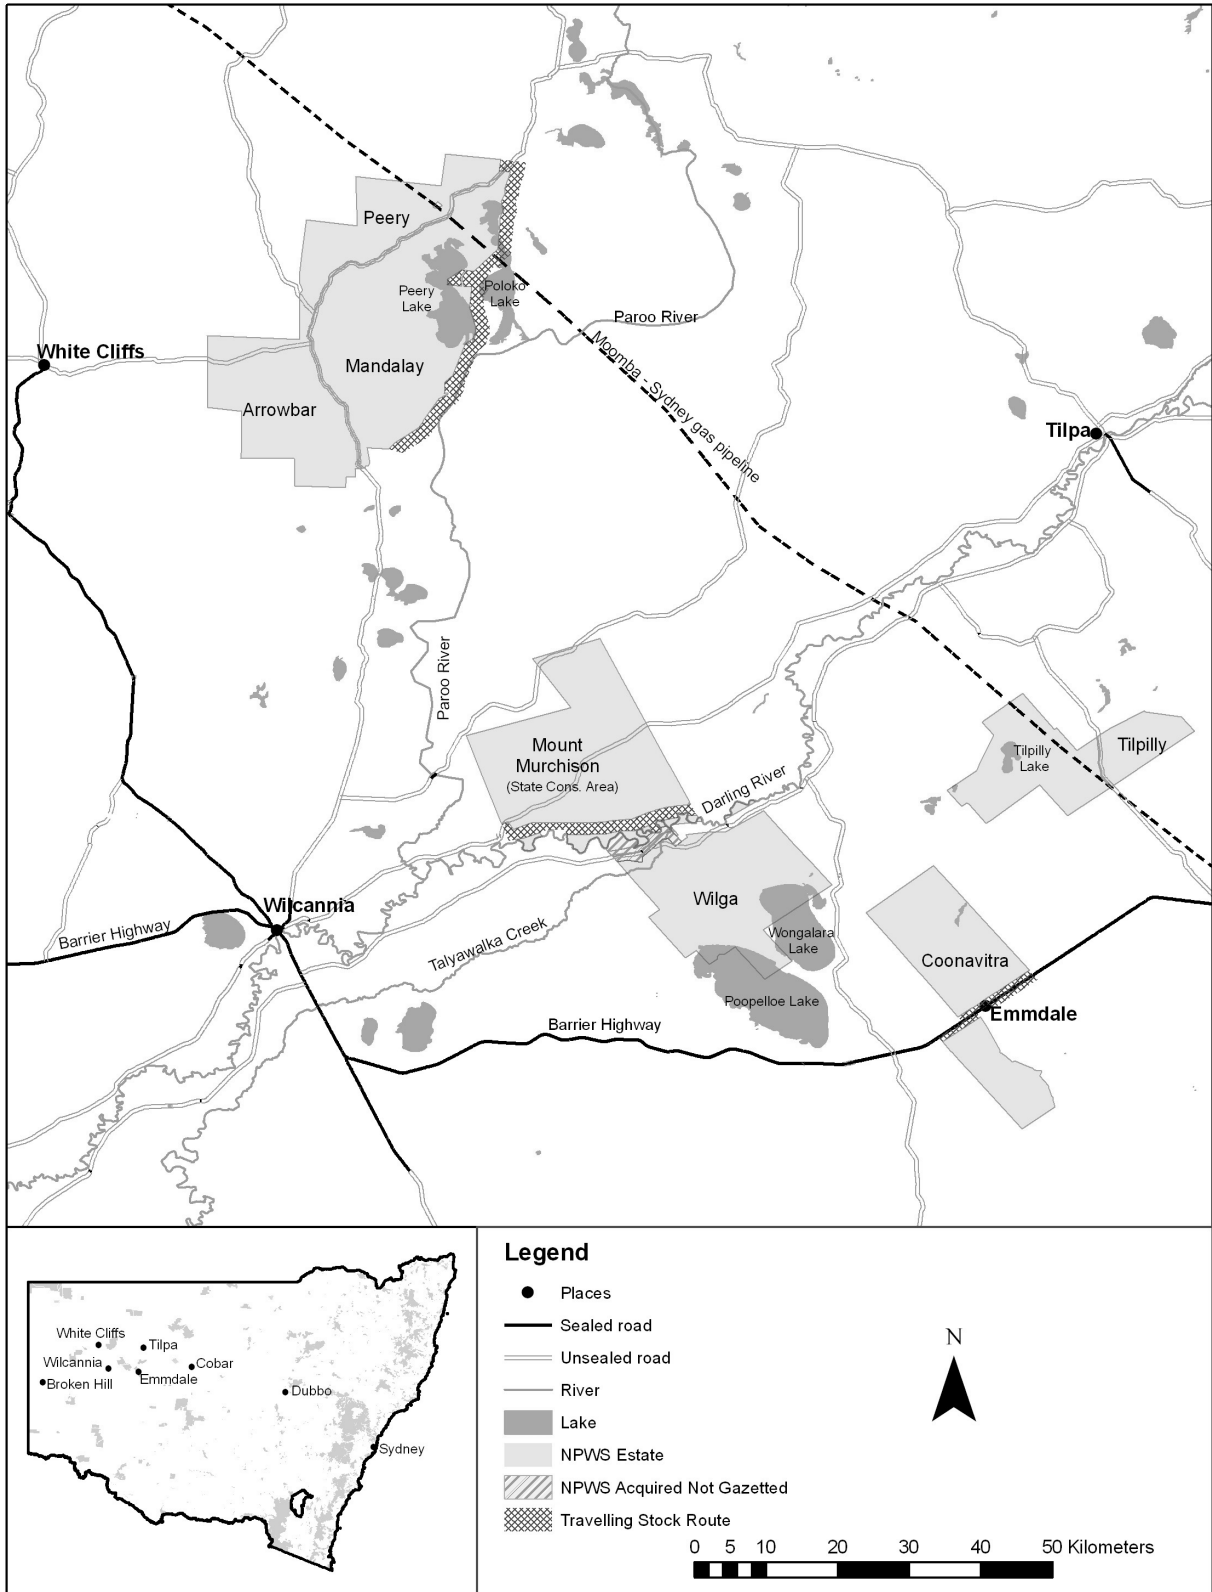 Peery
Peery
Lake
Poloko
Lake
Paroo River
White Cliffs
Mandalay
Moomba - Sydney gas pipeline
Arrowbar
Tilpa
Paroo River
Mount
Murchison
(State Cons. Area)
Tilpilly
Lake
Tilpilly
Darling River
Wilga
Wilcannia
Barrier Highway
Talyawalka Creek
Wongalara
Lake
Coonavitra
Poopelloe Lake
Emmdale
Barrier Highway
White Cliffs
Tilpa
Wilcannia
Cobar
Broken Hill
Emmdale
Dubbo
Sydney
Legend
Places
Sealed road
Unsealed road
River
Lake
NPWS Estate
NPWS Acquired Not Gazetted
Travelling Stock Route
N
0 5 10 20 30 40 50 Kilometers